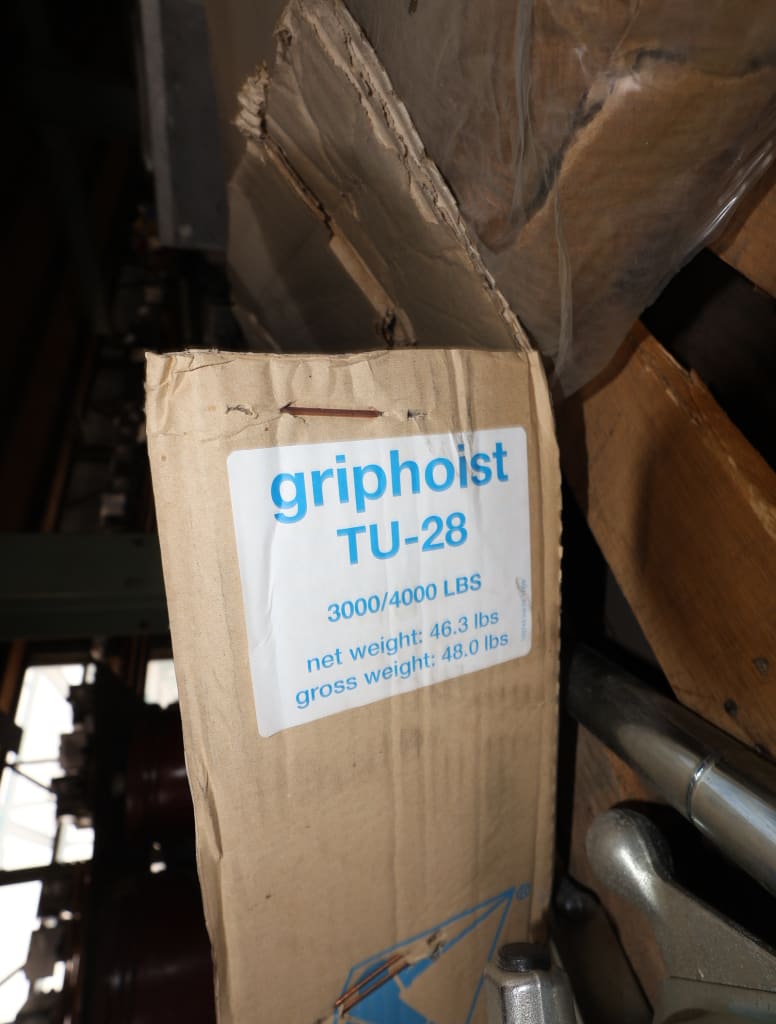 griphoist
TU-28
3000/4000 LBS
net weight: 46.3 lbs
gross weight: 48.0 lbs
®